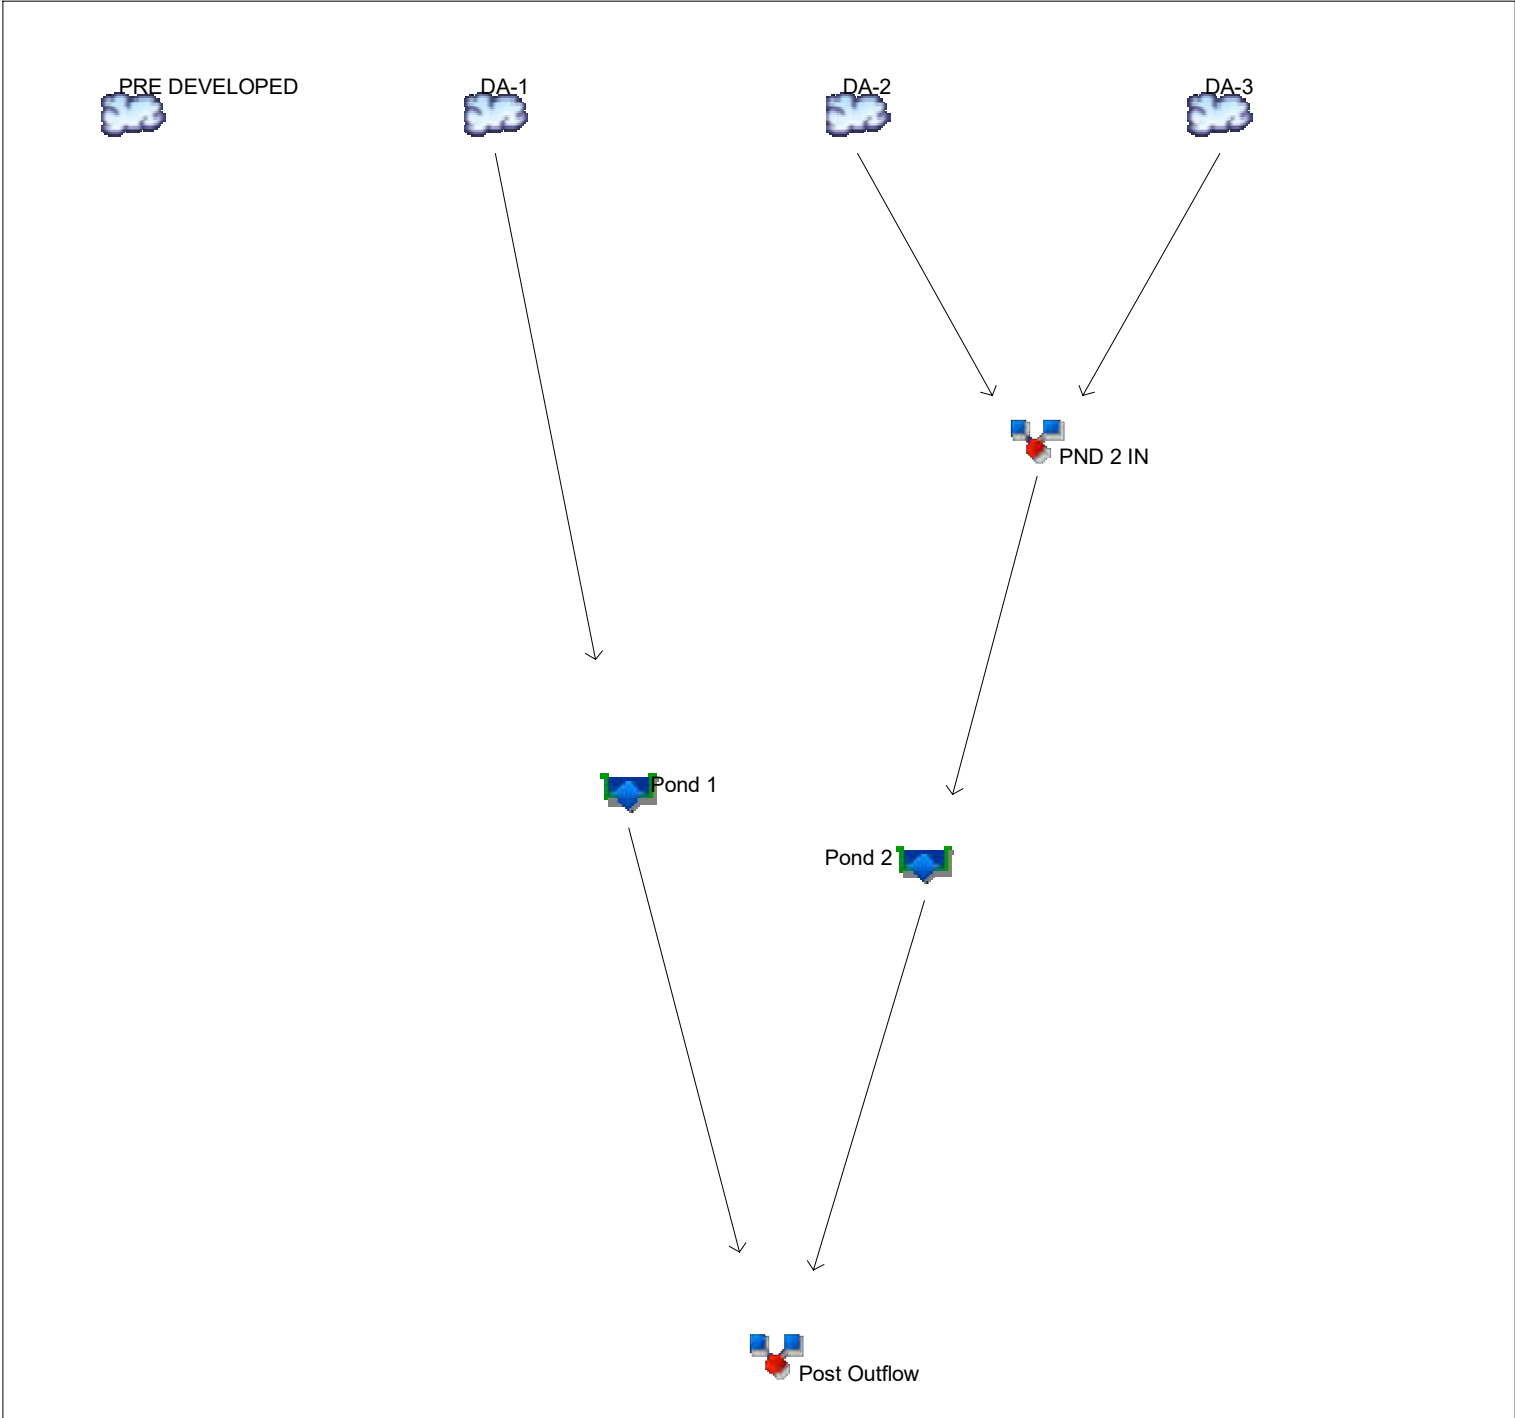 PRE DEVELOPED
DA-1
DA-2
DA-3
PND 2 IN
Pond 1
Pond 2
Post Outflow